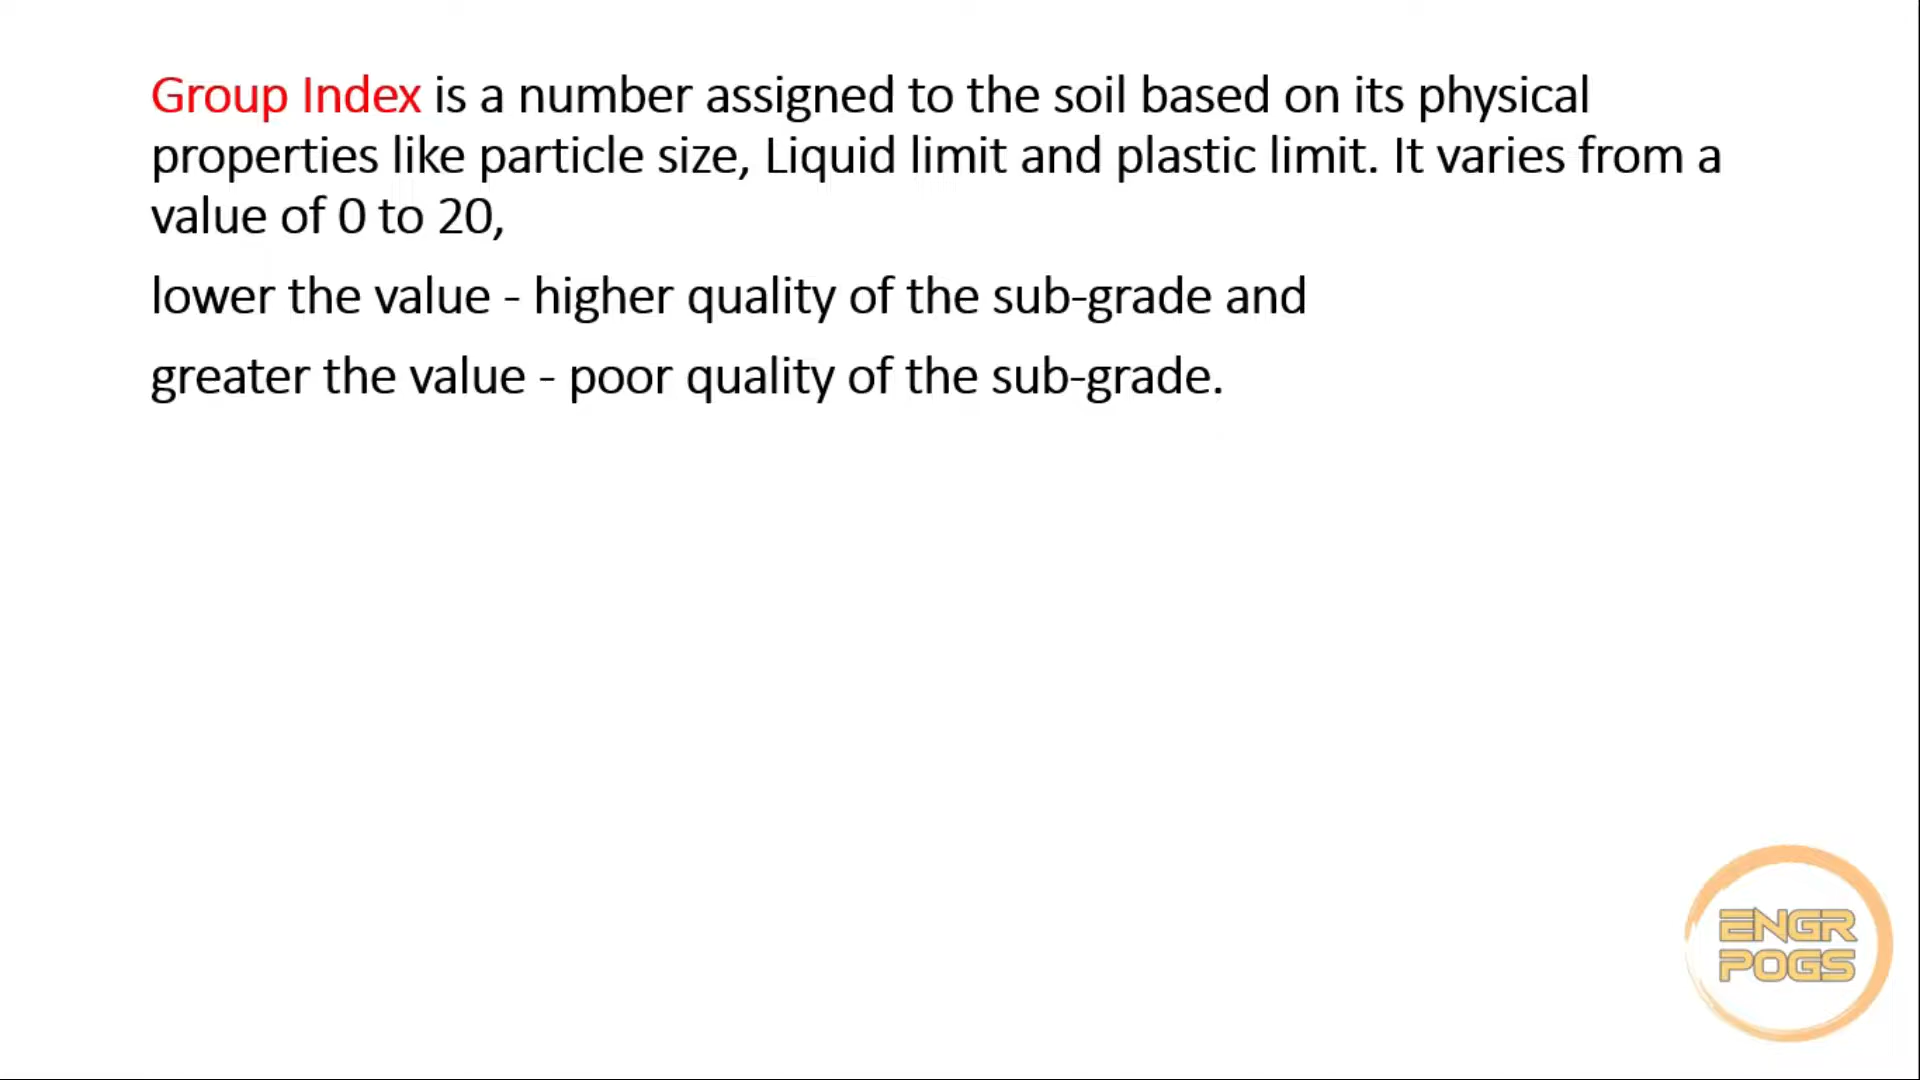 Group Index is a number assigned to the soil based on its physical
properties like particle size, Liquid limit and plastic limit. It varies from a
value of 0 to 20,
lower the value - higher quality of the sub-grade and
greater the value - poor quality of the sub-grade.
ENGR
POGS